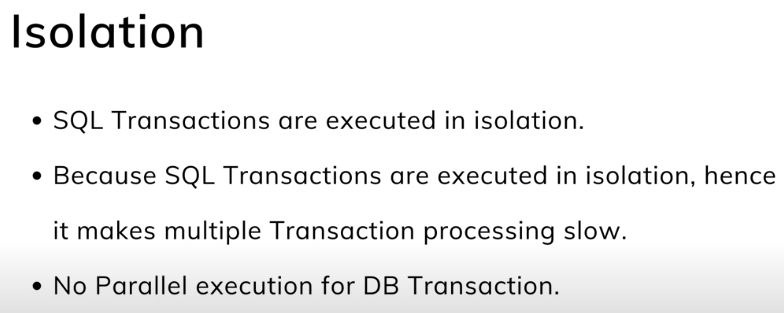 Isolation
• SQL Transactions are executed in isolation.
• Because SQL Transactions are executed in isolation, hence
it makes multiple Transaction processing slow.
• No Parallel execution for DB Transaction.